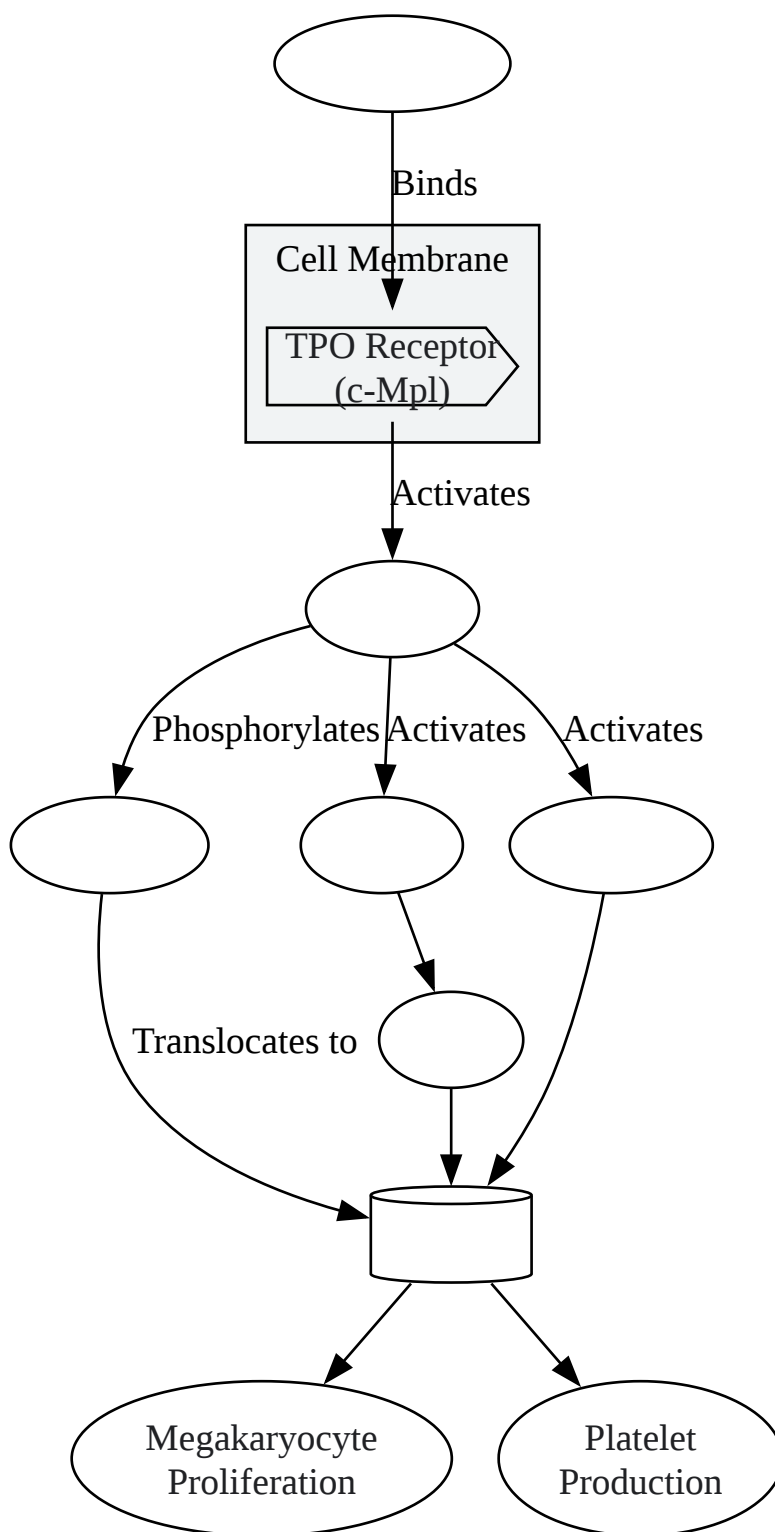 Binds
Cell Membrane
TPO Receptor
(c-Mpl)
Activates
Phosphorylates
Activates
Activates
Translocates to
Megakaryocyte
Proliferation
Platelet
Production